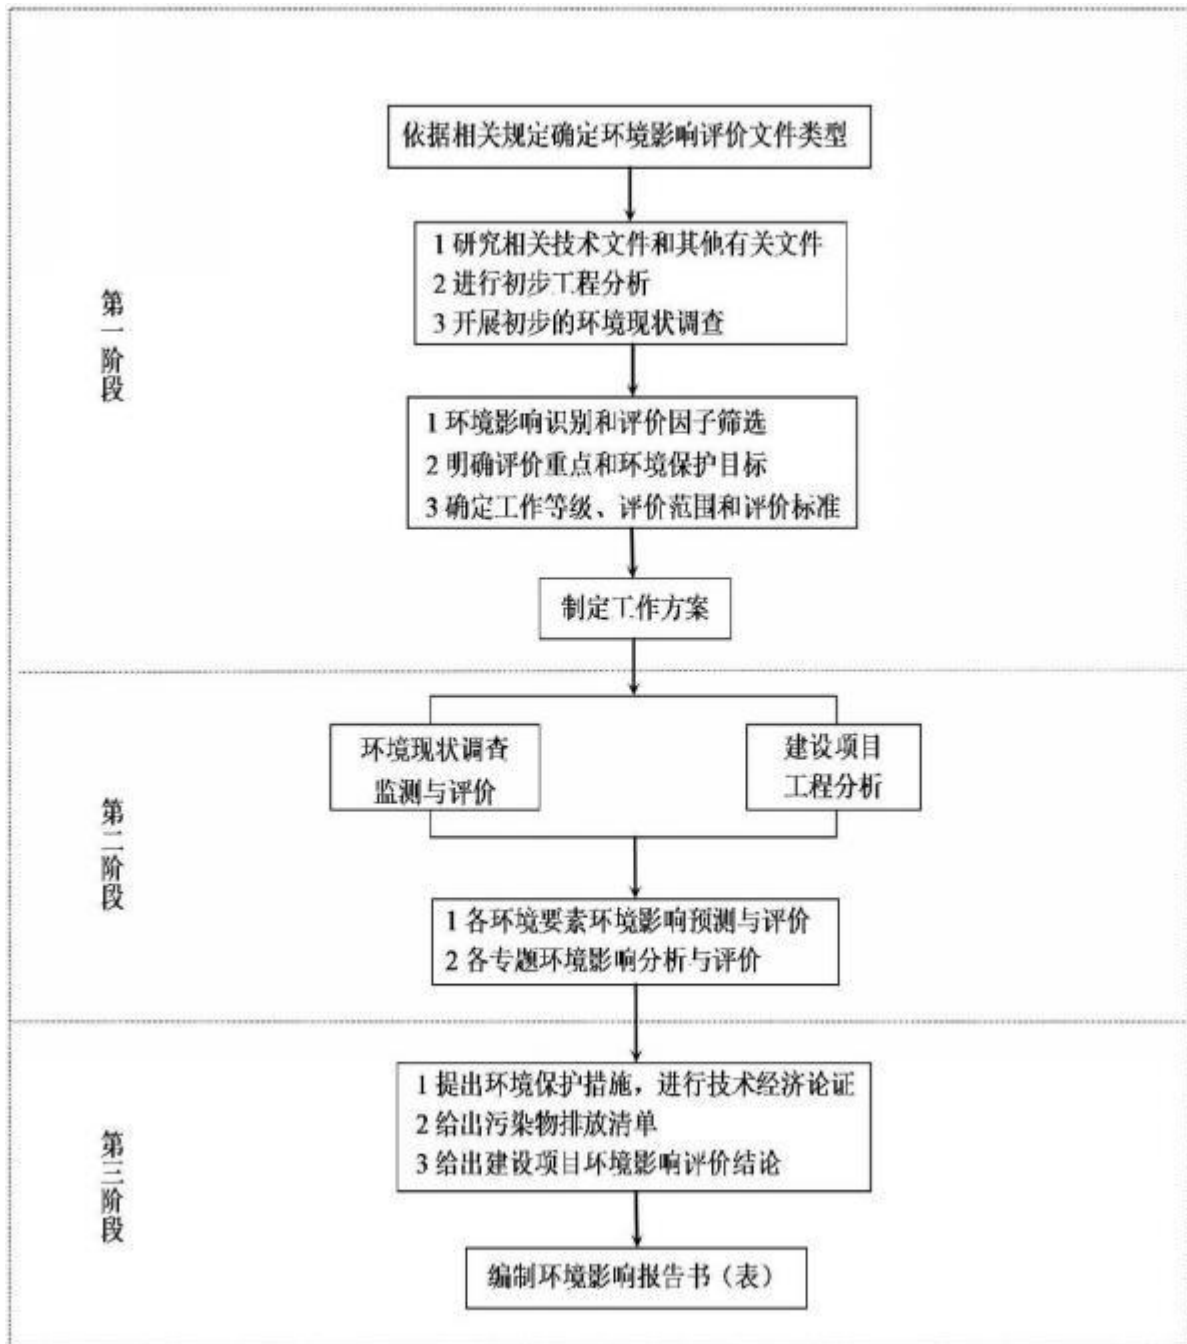 依据相关规定确定环境影响评价文件类型
1 研究相关技术文件和其他有关文件
2 进行初步工程分析
3 开展初步的环境现状调查
第一阶段
1 环境影响识别和评价因子筛选
2 明确评价重点和环境保护目标
3 确定工作等级、评价范围和评价标准
制定工作方案
环境现状调查
监测与评价
建设项目
工程分析
第二阶段
1 各环境要素环境影响预测与评价
2 各专题环境影响分析与评价
1 提出环境保护措施，进行技术经济论证
2 给出污染物排放清单
3 给出建设项目环境影响评价结论
第三阶段
编制环境影响报告书（表）